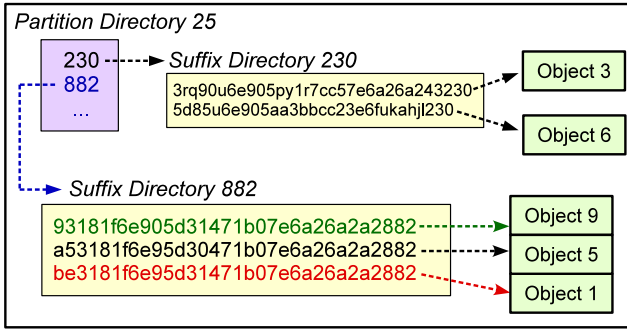 Partition Directory 25
230
882
...
Suffix Directory 230
3rq90u6e905py1r7cc57e6a26a243230
5d85u6e905aa3bbcc23e6fukahjl230
Object 3
Object 6
Suffix Directory 882
93181f6e905d31471b07e6a26a2a2882
a53181f6e95d30471b07e6a26a2a2882
be3181f6e95d31471b07e6a26a2a2882
Object 9
Object 5
Object 1